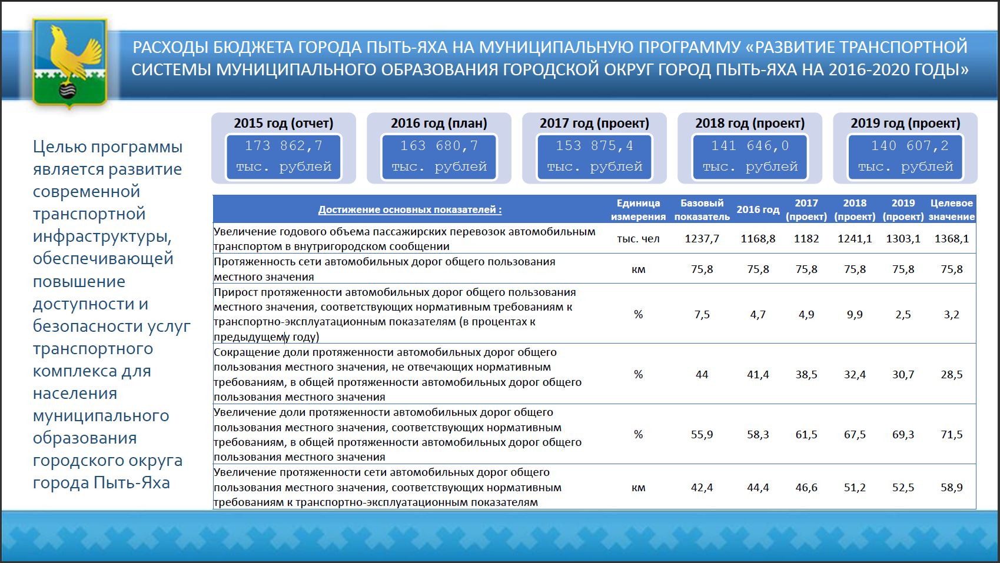 РАСХОДЫ БЮДЖЕТА ГОРОДА ПЫТЬ-ЯХА НА МУНИЦИПАЛЬНУЮ ПРОГРАММУ «РАЗВИТИЕ ТРАНСПОРТНОЙ
СИСТЕМЫ МУНИЦИПАЛЬНОГО ОБРАЗОВАНИЯ ГОРОДСКОЙ ОКРУГ ГОРОД ПЫТЬ-ЯХА НА 2016-2020 ГОДЫ»
Целью программы
является развитие
современной
транспортной
инфраструктуры,
обеспечивающей
повышение
доступности и
безопасности услуг
транспортного
комплекса для
населения
муниципального
образования
городского округа
города Пыть-Яха
2015 год (отчет)
173 862,7
тыс. рублей
2016 год (план)
163 680,7
тыс. рублей
2017 год (проект)
153 875,4
тыс. рублей
2018 год (проект)
141 646,0
тыс. рублей
2019 год (проект)
140 607,2
тыс. рублей
Достижение основных показателей :
Единица
измерения
Базовый
показатель
2016 год
2017
(проект)
2018
(проект)
2019
(проект)
Целевое
значение
Увеличение годового объема пассажирских перевозок автомобильным
транспортом в внутригородском сообщении
тыс. чел 1237,7 1168,8 1182 1241,1 1303,1 1368,1
Протяженность сети автомобильных дорог общего пользования
местного значения
км 75,8 75,8 75,8 75,8 75,8 75,8
Прирост протяженности автомобильных дорог общего пользования
местного значения, соответствующих нормативным требованиям к
транспортно-эксплуатационным показателям (в процентах к
предыдущему году)
% 7,5 4,7 4,9 9,9 2,5 3,2
Сокращение доли протяженности автомобильных дорог общего
пользования местного значения, не отвечающих нормативным
требованиям, в общей протяженности автомобильных дорог общего
пользования местного значения
% 44 41,4 38,5 32,4 30,7 28,5
Увеличение доли протяженности автомобильных дорог общего
пользования местного значения, соответствующих нормативным
требованиям, в общей протяженности автомобильных дорог общего
пользования местного значения
% 55,9 58,3 61,5 67,5 69,3 71,5
Увеличение протяженности сети автомобильных дорог общего
пользования местного значения, соответствующих нормативным
требованиям к транспортно-эксплуатационным показателям
км 42,4 44,4 46,6 51,2 52,5 58,9